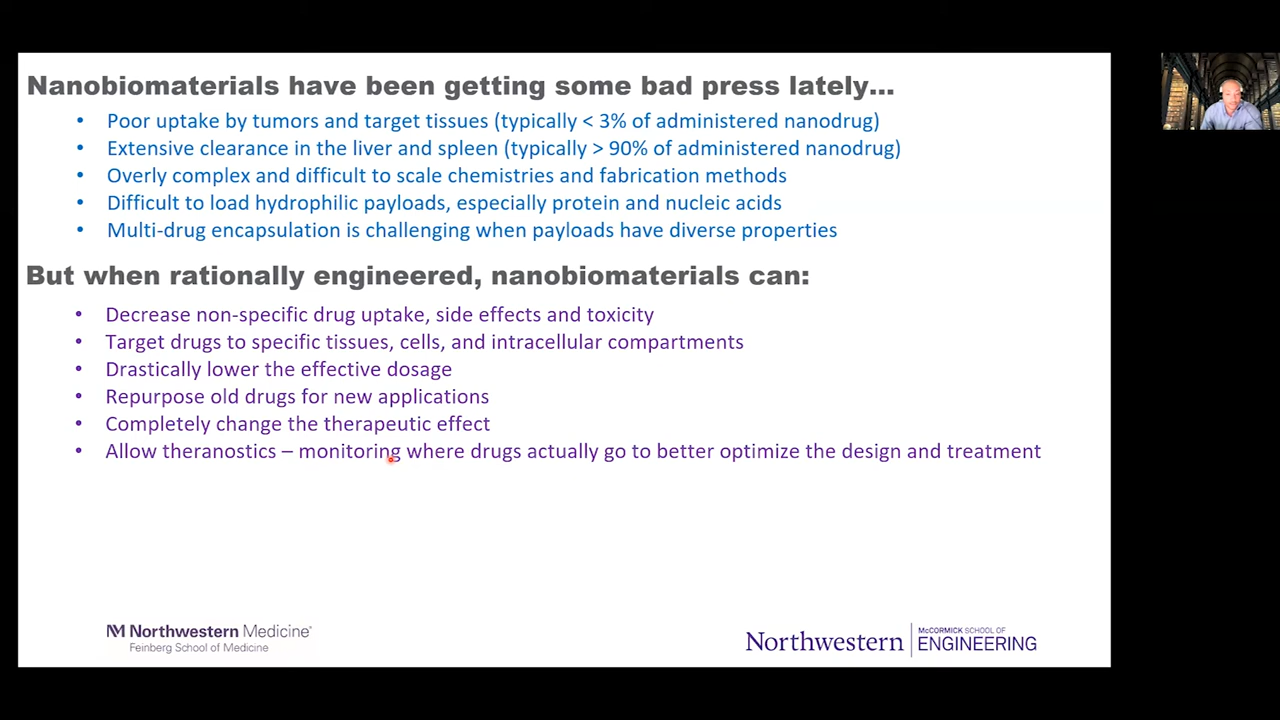 Nanobiomaterials have been getting some bad press lately...
• Poor uptake by tumors and target tissues (typically < 3% of administered nanodrug)
• Extensive clearance in the liver and spleen (typically > 90% of administered nanodrug)
• Overly complex and difficult to scale chemistries and fabrication methods
• Difficult to load hydrophilic payloads, especially protein and nucleic acids
• Multi-drug encapsulation is challenging when payloads have diverse properties
But when rationally engineered, nanobiomaterials can:
• Decrease non-specific drug uptake, side effects and toxicity
• Target drugs to specific tissues, cells, and intracellular compartments
• Drastically lower the effective dosage
• Repurpose old drugs for new applications
• Completely change the therapeutic effect
• Allow theranostics – monitoring where drugs actually go to better optimize the design and treatment
Northwestern Medicine®
Feinberg School of Medicine
Northwestern
McCORMICK SCHOOL OF
ENGINEERING